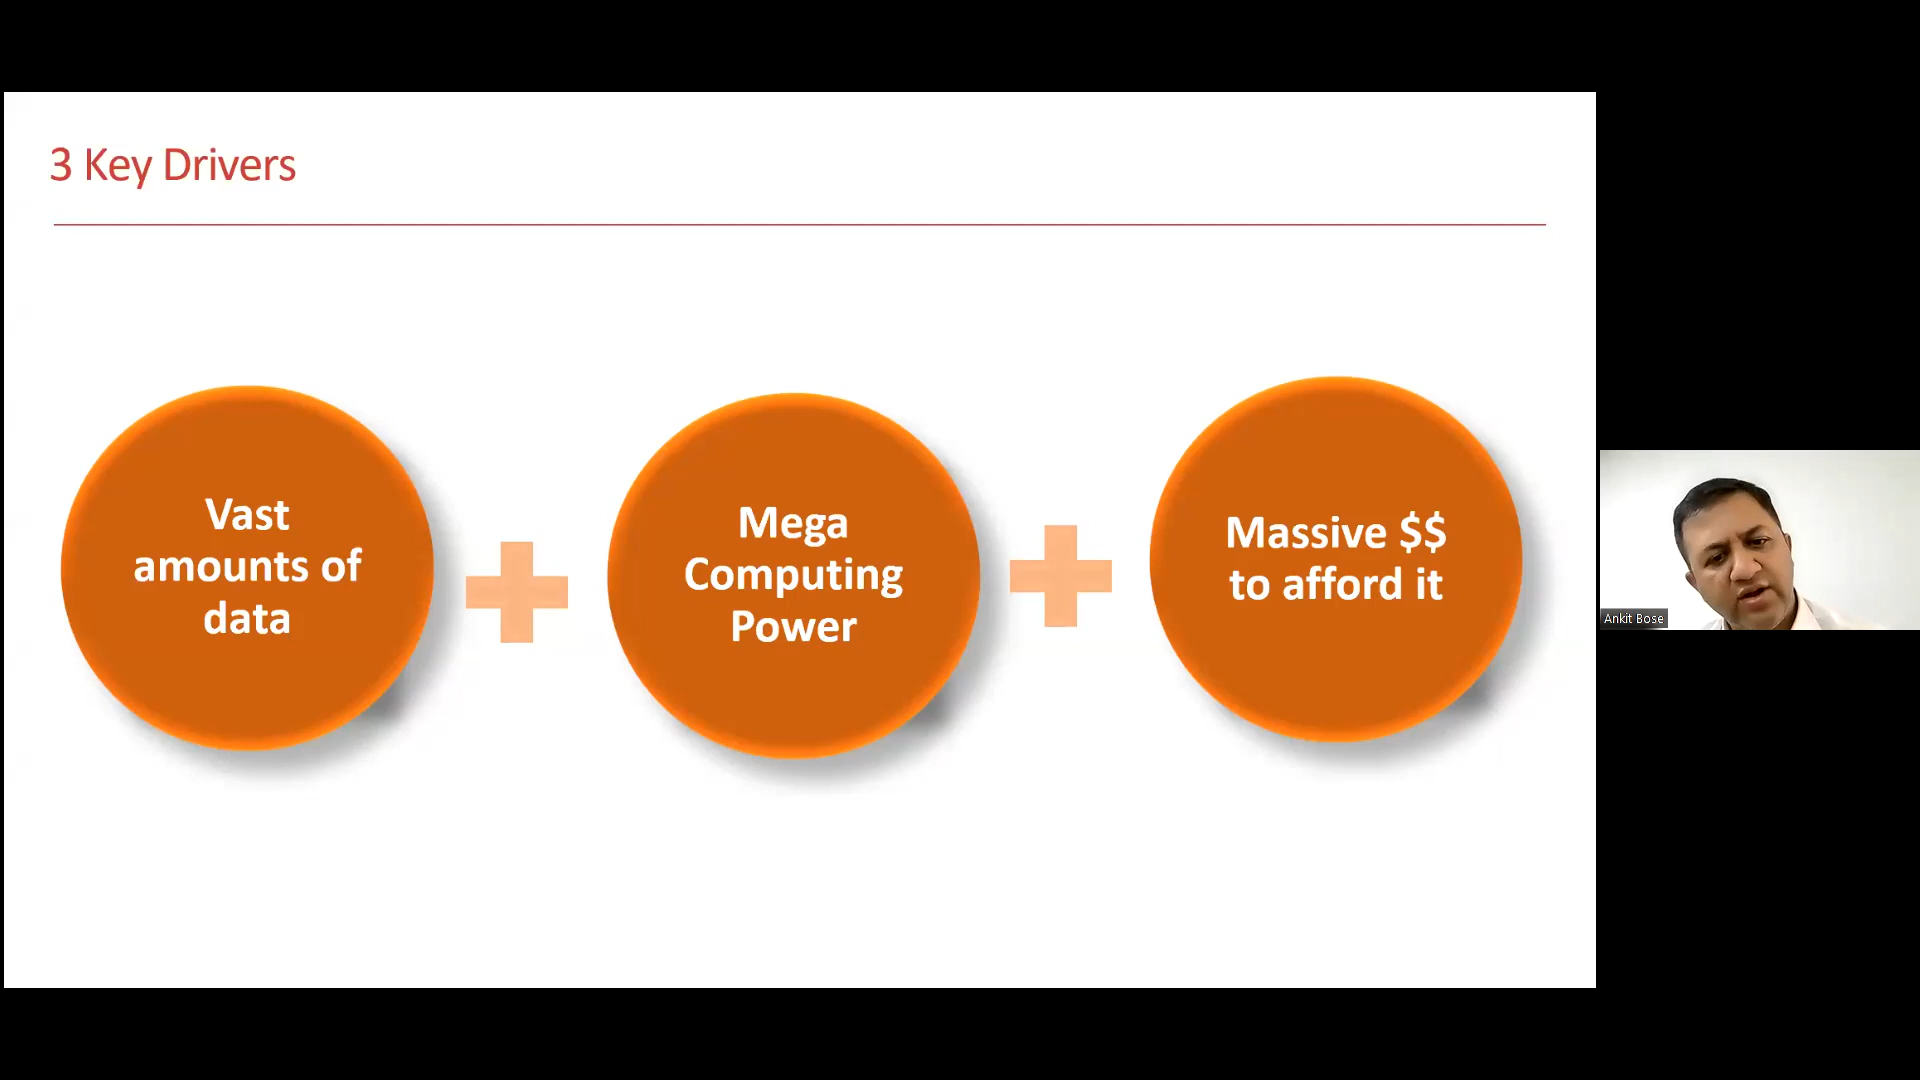 3 Key Drivers
Vast
amounts of
data
Mega
Computing
Power
Massive $$
to afford it
Ankit Bose